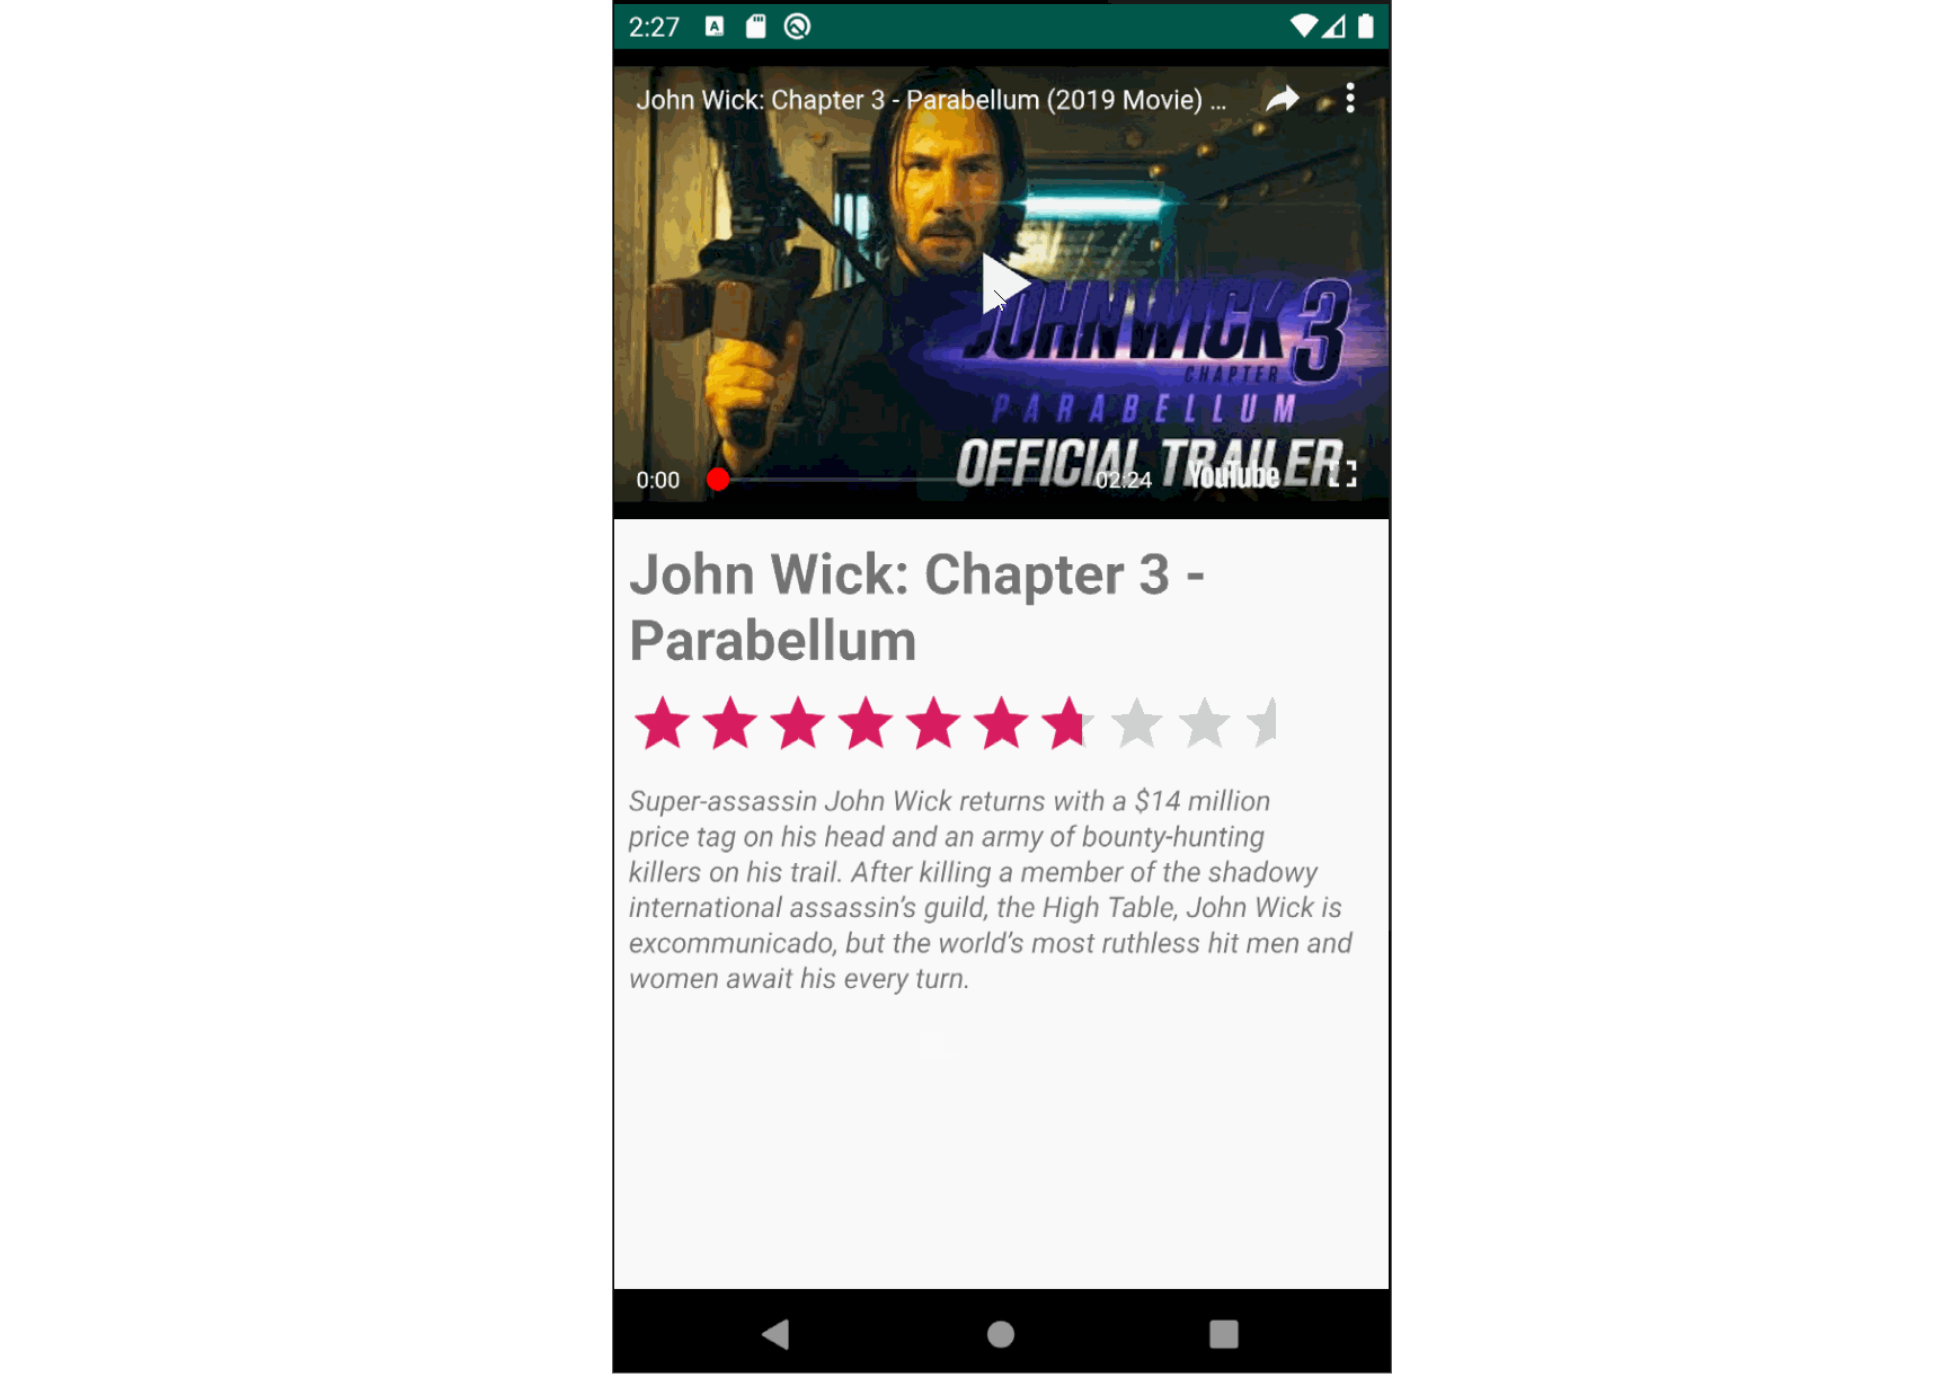 2:27
John Wick: Chapter 3 - Parabellum (2019 Movie) ...
JOHN WICK 3
CHAPTER
PARABELLUM
OFFICIAL TRAILER
0:00
02:24
YouTube
John Wick: Chapter 3 -
Parabellum
Super-assassin John Wick returns with a $14 million
price tag on his head and an army of bounty-hunting
killers on his trail. After killing a member of the shadowy
international assassin’s guild, the High Table, John Wick is
excommunicado, but the world’s most ruthless hit men and
women await his every turn.